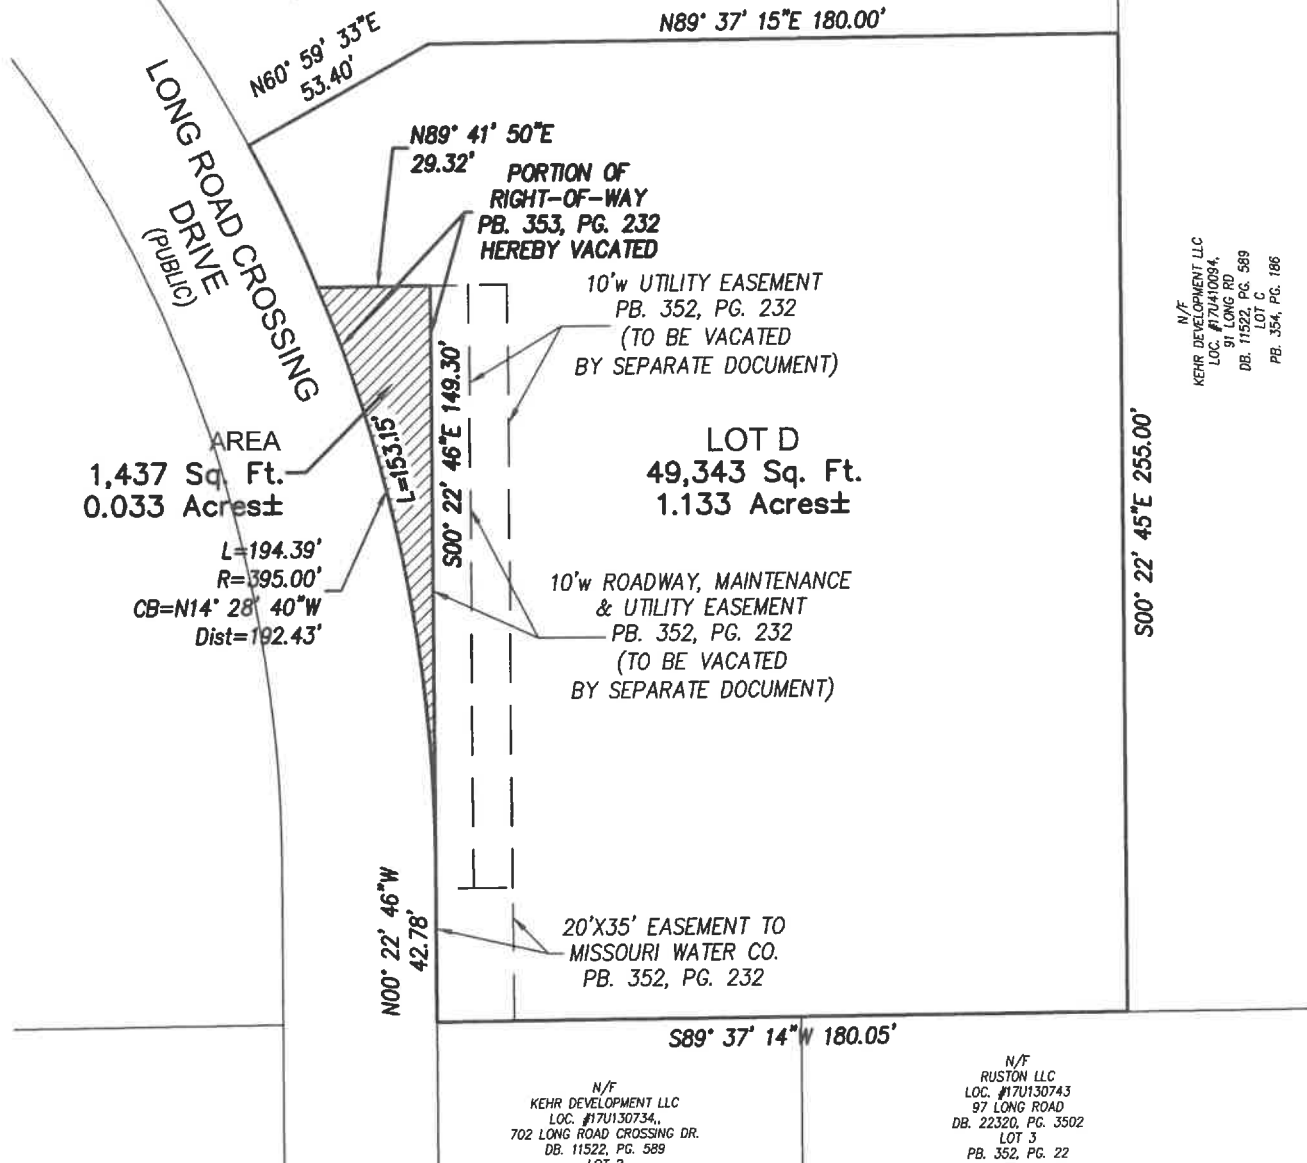 N89° 37' 15"E 180.00'
N60° 59' 33"E
53.40'
LONG ROAD CROSSING
DRIVE
(PUBLIC)
N89° 41' 50"E
29.32'
PORTION OF
RIGHT-OF-WAY
PB. 353, PG. 232
HEREBY VACATED
10'w UTILITY EASEMENT
PB. 352, PG. 232
(TO BE VACATED
BY SEPARATE DOCUMENT)
N/F
KEHR DEVELOPMENT LLC
LOC. #17U410094,
91 LONG RD
DB. 11522, PG. 589
LOT C
PB. 354, PG. 186
AREA
1,437 Sq. Ft.
0.033 Acres±
L=153.15'
S00° 22' 46"E 149.30'
LOT D
49,343 Sq. Ft.
1.133 Acres±
S00° 22' 45"E 255.00'
L=194.39'
R=395.00'
CB=N14° 28' 40"W
Dist=192.43'
10'w ROADWAY, MAINTENANCE
& UTILITY EASEMENT
PB. 352, PG. 232
(TO BE VACATED
BY SEPARATE DOCUMENT)
N00° 22' 46"W
42.78'
20'X35' EASEMENT TO
MISSOURI WATER CO.
PB. 352, PG. 232
S89° 37' 14"W 180.05'
N/F
KEHR DEVELOPMENT LLC
LOC. #17U130734,,
702 LONG ROAD CROSSING DR.
DB. 11522, PG. 589
LOT 2
N/F
RUSTON LLC
LOC. #17U130743
97 LONG ROAD
DB. 22320, PG. 3502
LOT 3
PB. 352, PG. 22